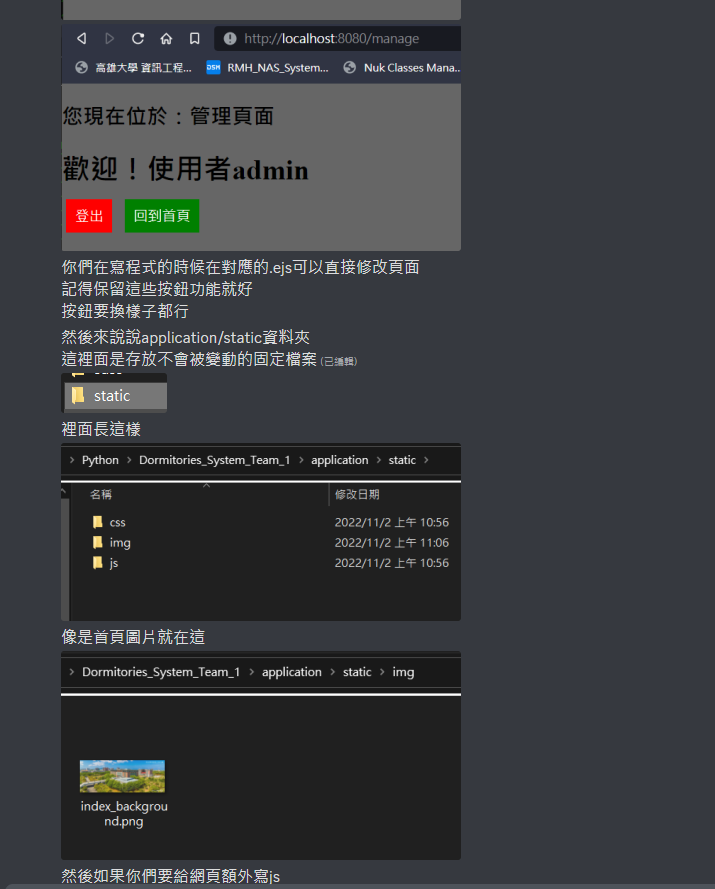 http://localhost:8080/manage
高雄大學 資訊工程... RMH_NAS_System... Nuk Classes Mana..
您現在位於：管理頁面
歡迎！使用者admin
登出 回到首頁
你們在寫程式的時候在對應的.ejs可以直接修改頁面
記得保留這些按鈕功能就好
按鈕要換樣子都行
然後來說說application/static資料夾
這裡面是存放不會被變動的固定檔案 (已編輯)
static
裡面長這樣
Python > Dormitories_System_Team_1 > application > static >
名稱 修改日期
css 2022/11/2 上午 10:56
img 2022/11/2 上午 11:06
js 2022/11/2 上午 10:56
像是首頁圖片就在這
> Dormitories_System_Team_1 > application > static > img
index_backgrou
nd.png
然後如果你們要給網頁額外寫js